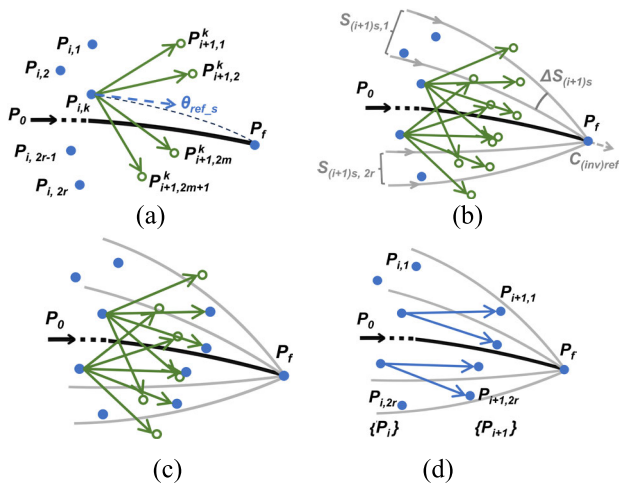 P_{i,1}
P^k_{i+1,1}
P_{i,2}
P^k_{i+1,2}
P_{i,k}
θ_{ref_s}
P_0
P_f
P_{i, 2r-1}
P^k_{i+1,2m}
P_{i, 2r}
P^k_{i+1,2m+1}
(a)
S_{(i+1)s,1}
ΔS_{(i+1)s}
P_0
P_f
C_{(inv)ref}
S_{(i+1)s, 2r}
(b)
P_0
P_f
(c)
P_{i,1}
P_{i+1,1}
P_0
P_f
P_{i,2r}
P_{i+1,2r}
{P_i}
{P_{i+1}}
(d)